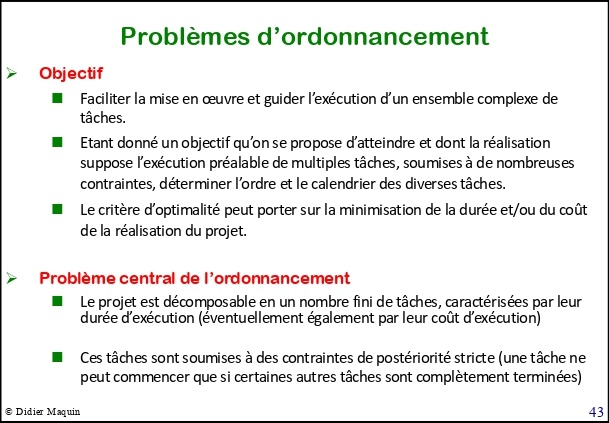 Problèmes d'ordonnancement
Objectif
Faciliter la mise en œuvre et guider l'exécution d'un ensemble complexe de
tâches.
Etant donné un objectif qu'on se propose d'atteindre et dont la réalisation
suppose l'exécution préalable de multiples tâches, soumises à de nombreuses
contraintes, déterminer l'ordre et le calendrier des diverses tâches.
Le critère d'optimalité peut porter sur la minimisation de la durée et/ou du coût
de la réalisation du projet.
Problème central de l'ordonnancement
Le projet est décomposable en un nombre fini de tâches, caractérisées par leur
durée d'exécution (éventuellement également par leur coût d'exécution)
Ces tâches sont soumises à des contraintes de postériorité stricte (une tâche ne
peut commencer que si certaines autres tâches sont complètement terminées)
© Didier Maquin
43